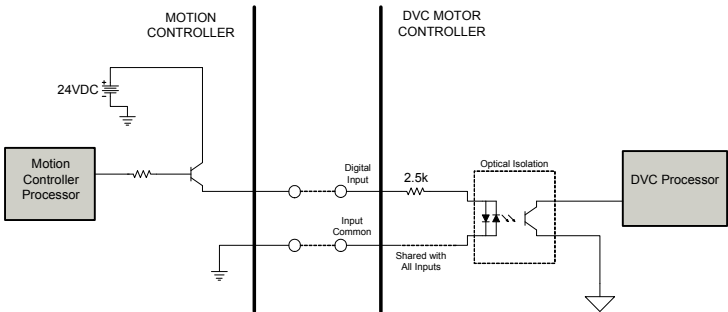 MOTION
CONTROLLER
DVC MOTOR
CONTROLLER
24VDC
+
-
Motion
Controller
Processor
Digital
Input
2.5k
Optical Isolation
DVC Processor
Input
Common
Shared with
All Inputs